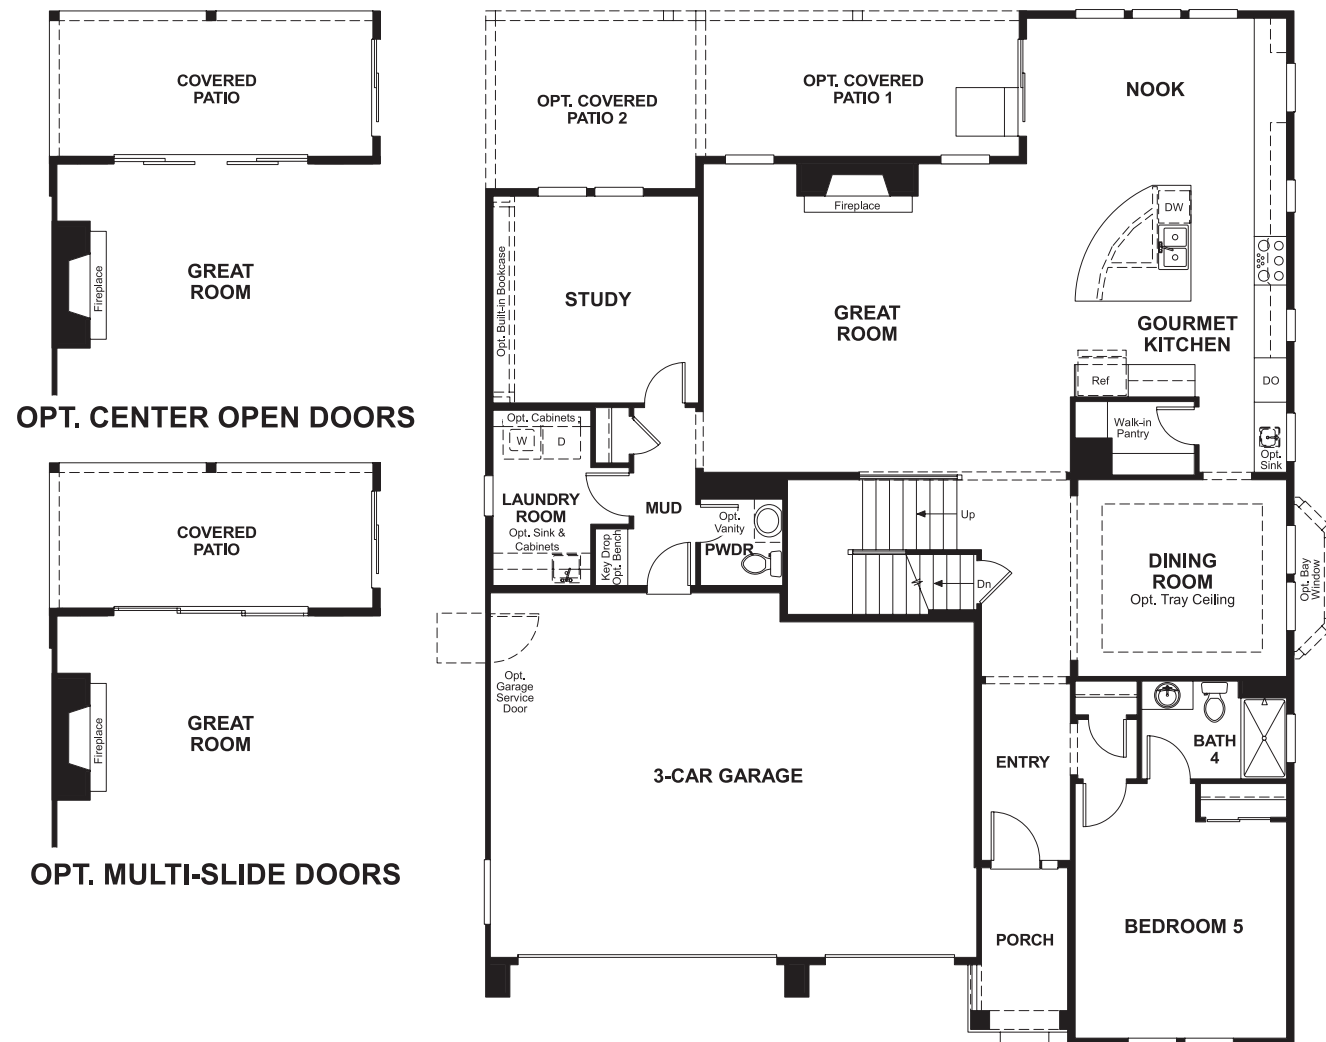 COVERED
PATIO
GREAT
ROOM
Fireplace
OPT. CENTER OPEN DOORS
COVERED
PATIO
GREAT
ROOM
Fireplace
OPT. MULTI-SLIDE DOORS
OPT. COVERED
PATIO 2
OPT. COVERED
PATIO 1
NOOK
Fireplace
DW
Opt. Built-in Bookcase
STUDY
GREAT
ROOM
GOURMET
KITCHEN
Ref
DO
Walk-in
Pantry
Opt.
Sink
Opt. Cabinets
W
D
LAUNDRY
ROOM
Opt. Sink &
Cabinets
MUD
Key Drop
Opt. Bench
Opt.
Vanity
PWDR
Up
Dn
DINING
ROOM
Opt. Tray Ceiling
Opt. Bay
Window
Opt.
Garage
Service
Door
3-CAR GARAGE
ENTRY
BATH
4
PORCH
BEDROOM 5